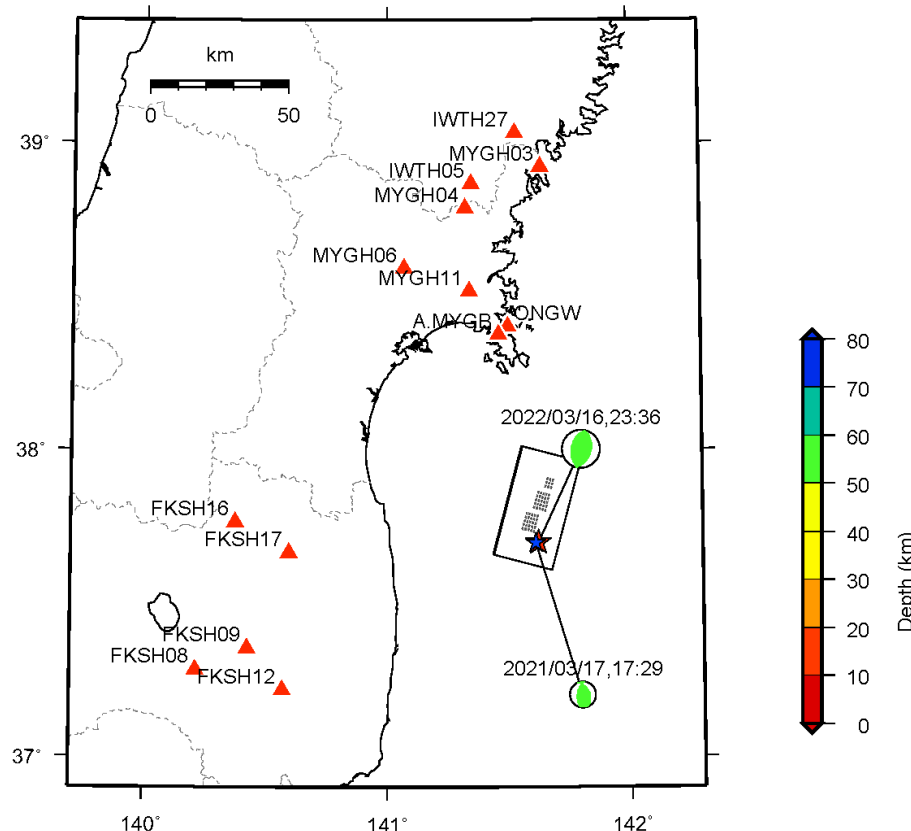 km
0 50
IWTH27
MYGH03
IWTH05
MYGH04
MYGH06
MYGH11
A.MYGB
ONGW
2022/03/16,23:36
FKSH16
FKSH17
FKSH09
FKSH08
FKSH12
2021/03/17,17:29
39°
38°
37°
140° 141° 142°
80
70
60
50
40
30
20
10
0
Depth (km)